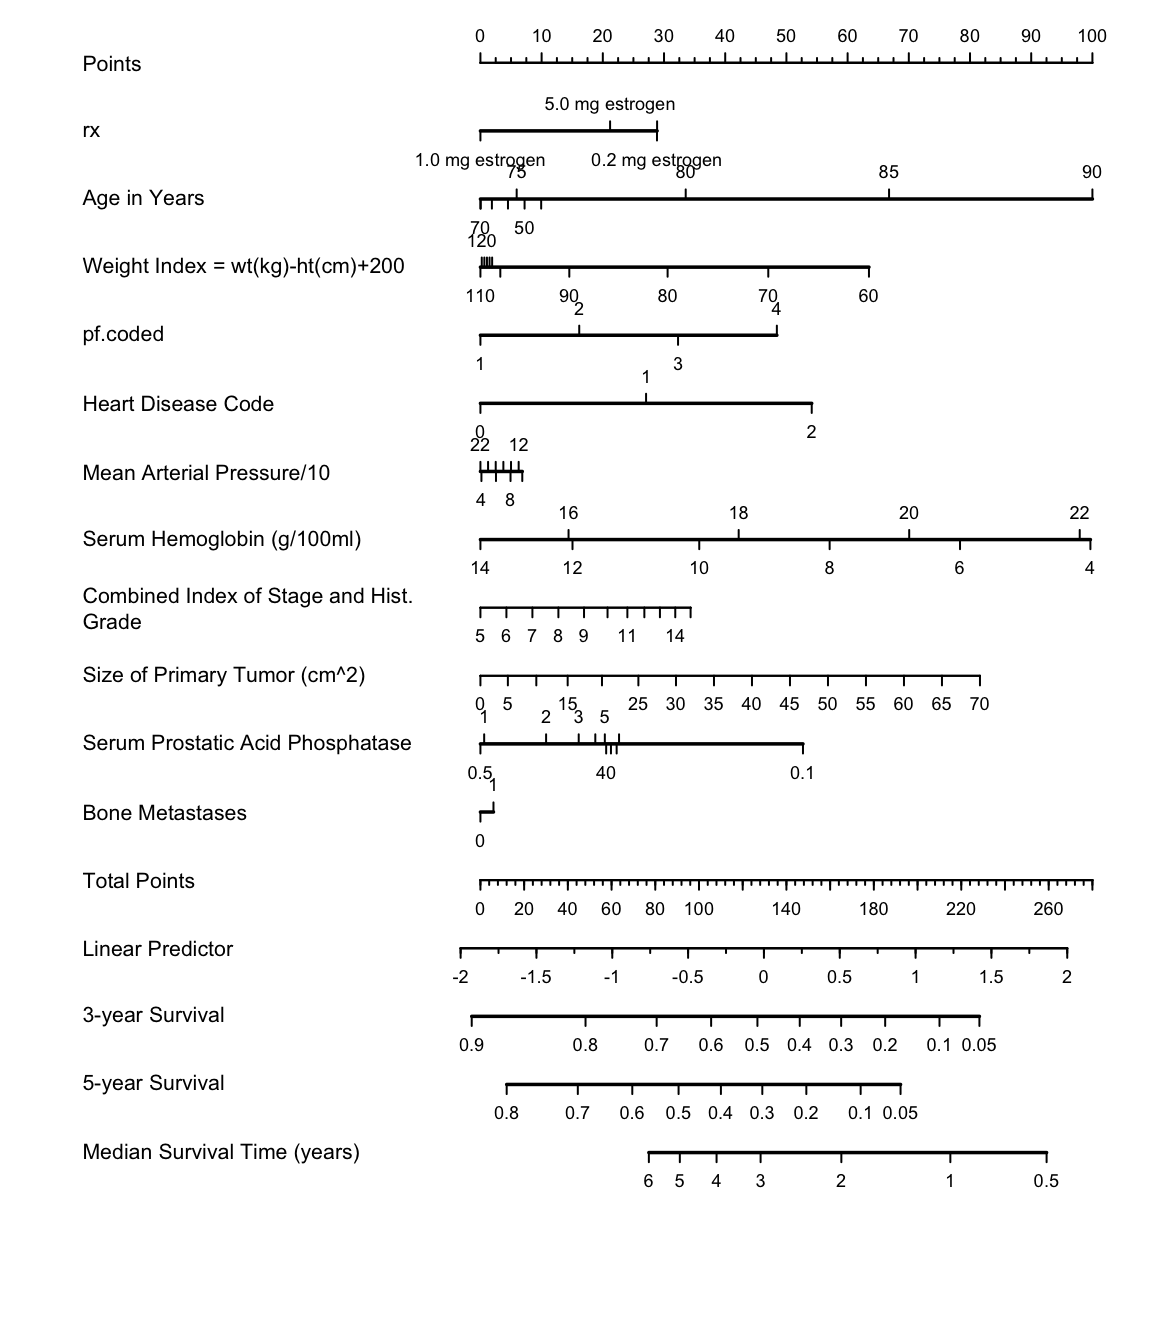 0 10 20 30 40 50 60 70 80 90 100
Points
5.0 mg estrogen
rx
1.0 mg estrogen 0.2 mg estrogen
75 80 85 90
Age in Years
70 50
120
Weight Index = wt(kg)-ht(cm)+200
110 90 80 70 60
2 4
pf.coded
1 3
1
Heart Disease Code
0 2
22 12
Mean Arterial Pressure/10
4 8
16 18 20 22
Serum Hemoglobin (g/100ml)
14 12 10 8 6 4
Combined Index of Stage and Hist.
Grade
5 6 7 8 9 11 14
Size of Primary Tumor (cm^2)
0 5 15 25 30 35 40 45 50 55 60 65 70
1 2 3 5
Serum Prostatic Acid Phosphatase
0.5 40 0.1
1
Bone Metastases
0
Total Points
0 20 40 60 80 100 140 180 220 260
Linear Predictor
-2 -1.5 -1 -0.5 0 0.5 1 1.5 2
3-year Survival
0.9 0.8 0.7 0.6 0.5 0.4 0.3 0.2 0.1 0.05
5-year Survival
0.8 0.7 0.6 0.5 0.4 0.3 0.2 0.1 0.05
Median Survival Time (years)
6 5 4 3 2 1 0.5